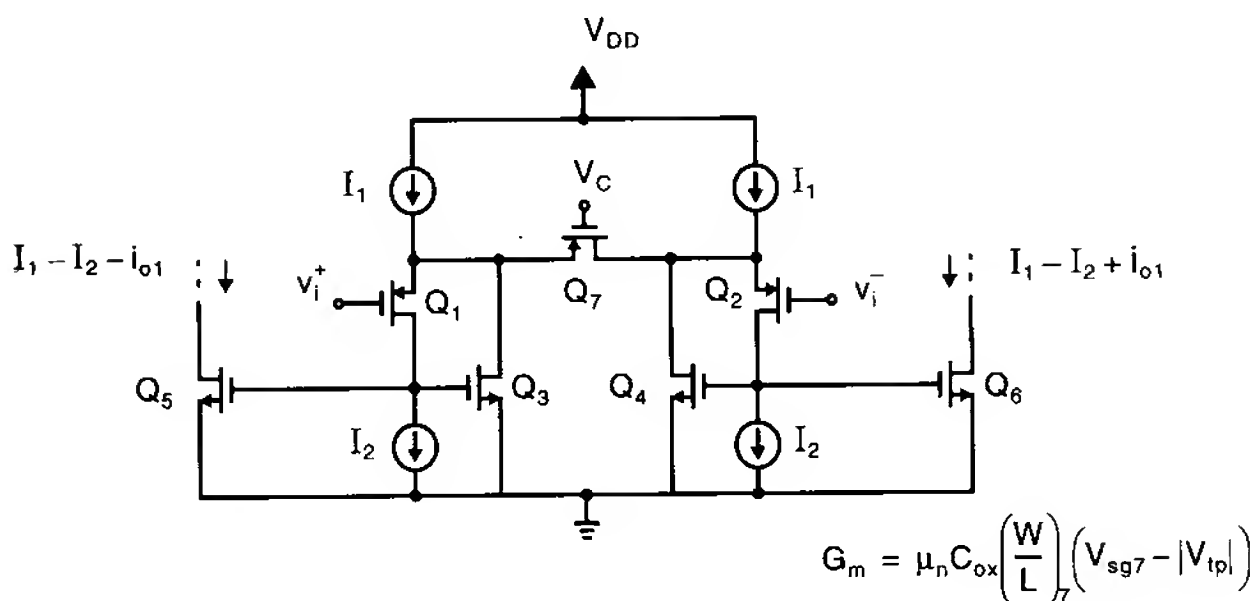 V_DD
I_1
V_C
I_1
I_1 – I_2 – i_o1
v_i^+
Q_1
Q_7
Q_2
v_i^-
I_1 – I_2 + i_o1
Q_5
Q_3
Q_4
Q_6
I_2
I_2
G_m = μ_n C_ox (W/L)_7 (V_sg7 – |V_tp|)